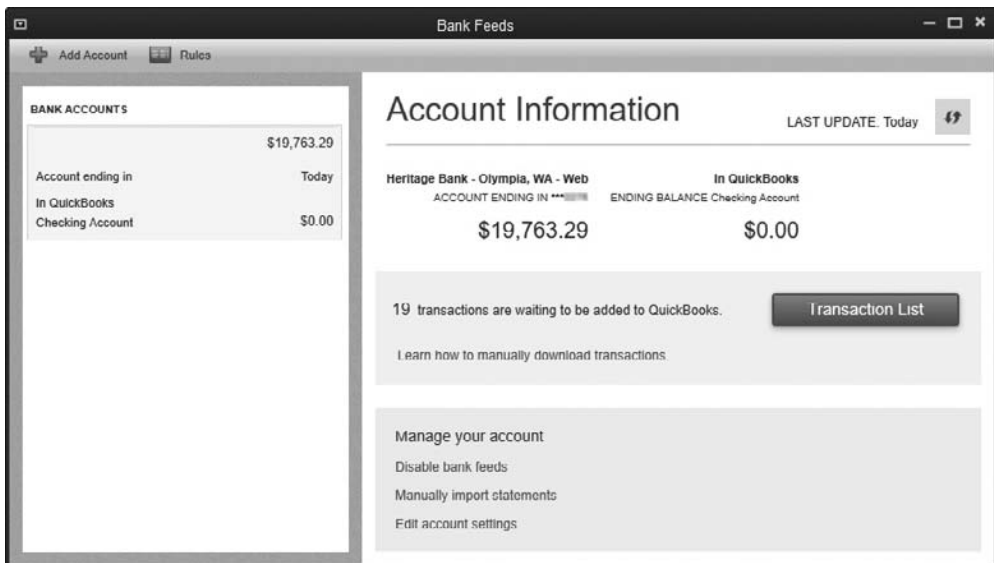 Bank Feeds
Add Account Rules
BANK ACCOUNTS
$19,763.29
Account ending in Today
In QuickBooks
Checking Account $0.00
Account Information
LAST UPDATE. Today
Heritage Bank - Olympia, WA - Web In QuickBooks
ACCOUNT ENDING IN *** ENDING BALANCE Checking Account
$19,763.29 $0.00
19 transactions are waiting to be added to QuickBooks. Transaction List
Learn how to manually download transactions
Manage your account
Disable bank feeds
Manually import statements
Edit account settings